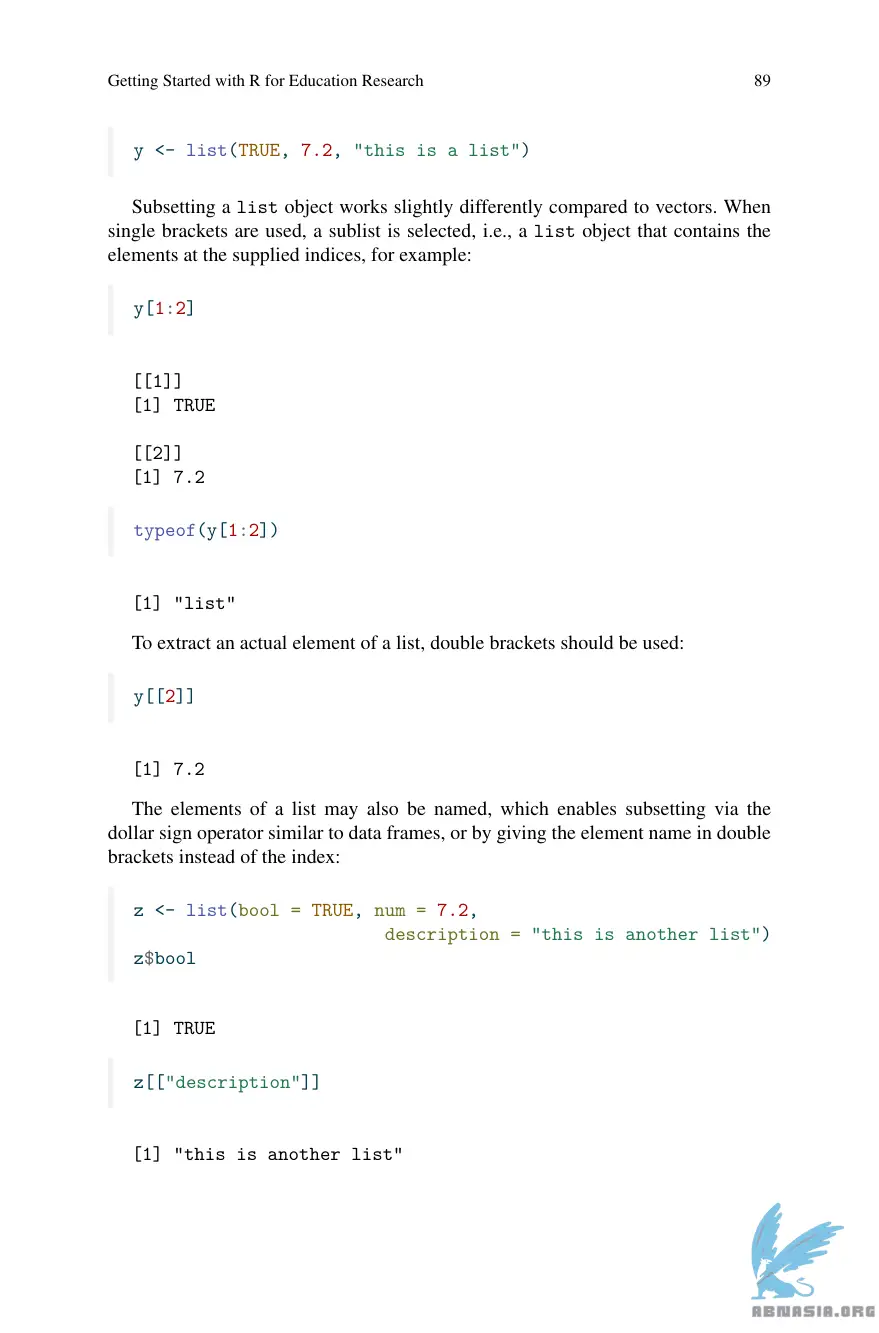 Getting Started with R for Education Research 89
y <- list(TRUE, 7.2, "this is a list")
Subsetting a list object works slightly differently compared to vectors. When
single brackets are used, a sublist is selected, i.e., a list object that contains the
elements at the supplied indices, for example:
y[1:2]
[[1]]
[1] TRUE
[[2]]
[1] 7.2
typeof(y[1:2])
[1] "list"
To extract an actual element of a list, double brackets should be used:
y[[2]]
[1] 7.2
The elements of a list may also be named, which enables subsetting via the
dollar sign operator similar to data frames, or by giving the element name in double
brackets instead of the index:
z <- list(bool = TRUE, num = 7.2,
description = "this is another list")
z$bool
[1] TRUE
z[["description"]]
[1] "this is another list"
ABNASIA.ORG